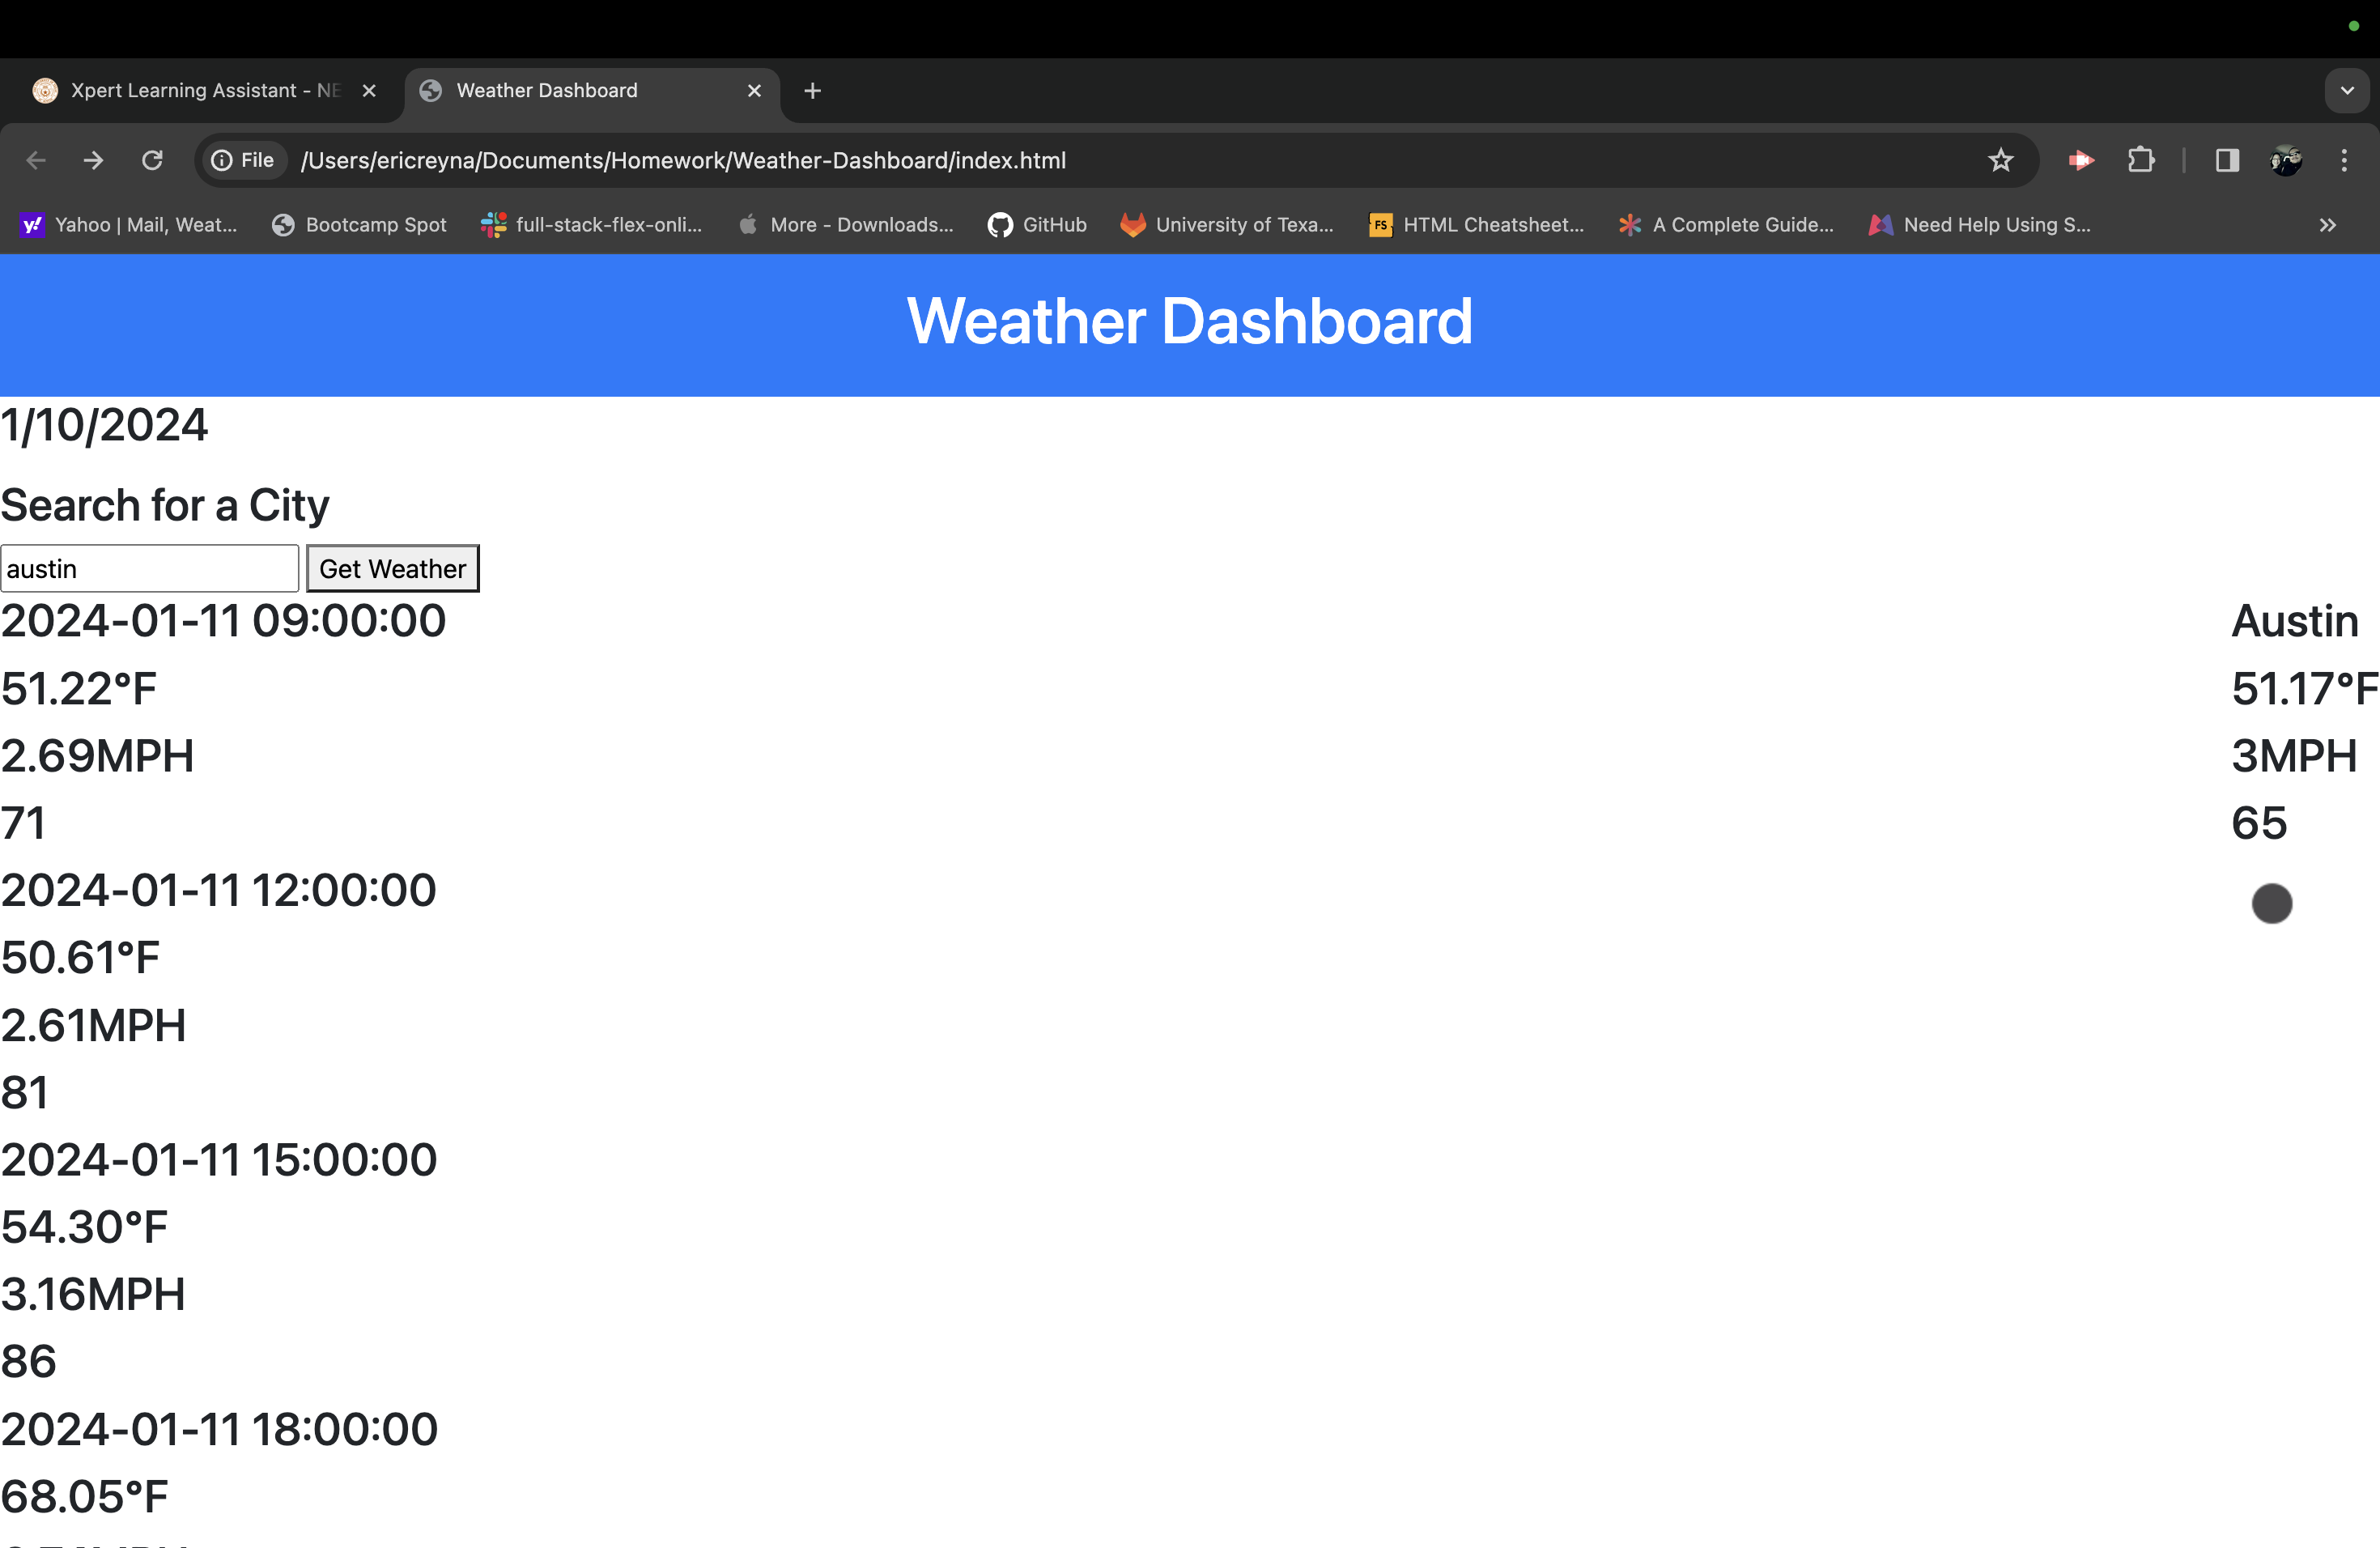 Xpert Learning Assistant - NE
Weather Dashboard
File /Users/ericreyna/Documents/Homework/Weather-Dashboard/index.html
y! Yahoo | Mail, Weat... Bootcamp Spot full-stack-flex-onli... More - Downloads... GitHub University of Texa... FS HTML Cheatsheet... A Complete Guide... Need Help Using S...
Weather Dashboard
1/10/2024
Search for a City
austin Get Weather
2024-01-11 09:00:00
51.22°F
2.69MPH
71
2024-01-11 12:00:00
50.61°F
2.61MPH
81
2024-01-11 15:00:00
54.30°F
3.16MPH
86
2024-01-11 18:00:00
68.05°F
Austin
51.17°F
3MPH
65